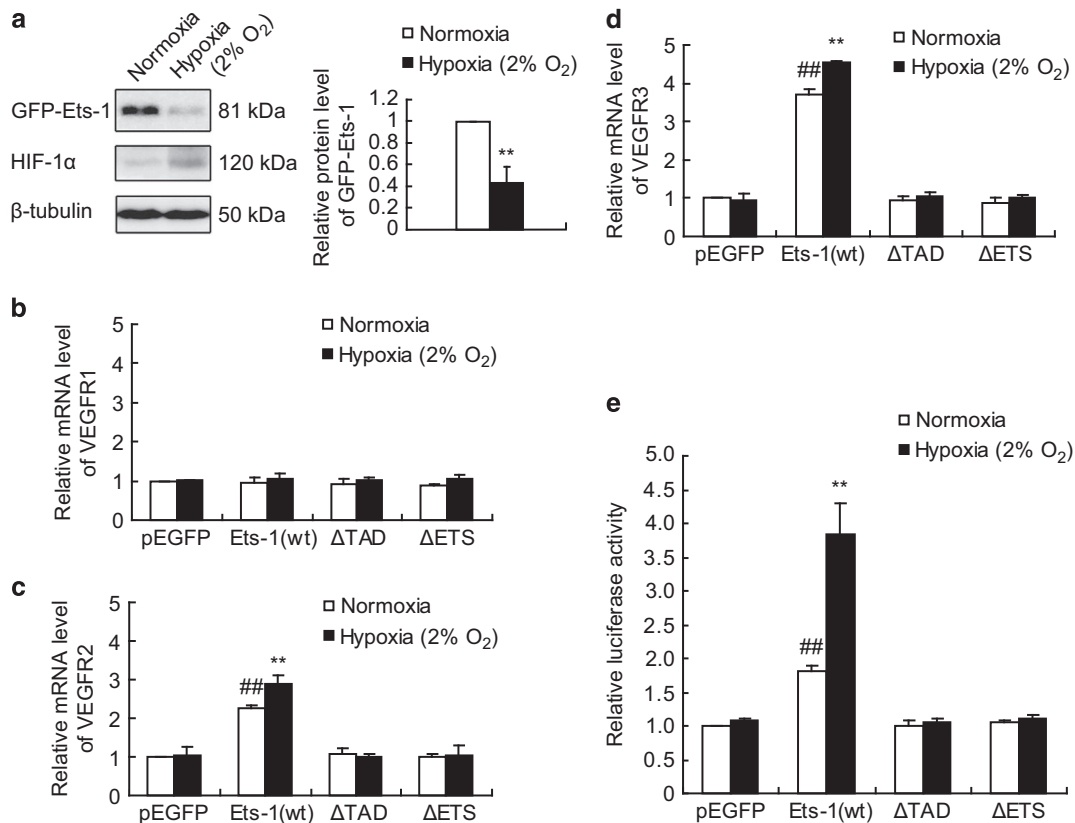 a
Normoxia
Hypoxia
(2% O₂)
GFP-Ets-1
81 kDa
HIF-1α
120 kDa
β-tubulin
50 kDa
Normoxia
Hypoxia (2% O₂)
Relative protein level
of GFP-Ets-1
1.2
1
0.8
0.6
0.4
0.2
0
**
b
Normoxia
Hypoxia (2% O₂)
Relative mRNA level
of VEGFR1
5
4
3
2
1
0
pEGFP Ets-1(wt) ΔTAD ΔETS
c
Normoxia
Hypoxia (2% O₂)
Relative mRNA level
of VEGFR2
5
4
3
2
1
0
## **
pEGFP Ets-1(wt) ΔTAD ΔETS
d
Normoxia
Hypoxia (2% O₂)
Relative mRNA level
of VEGFR3
5
4
3
2
1
0
## **
pEGFP Ets-1(wt) ΔTAD ΔETS
e
Normoxia
Hypoxia (2% O₂)
Relative luciferase activity
5.0
4.5
4.0
3.5
3.0
2.5
2.0
1.5
1.0
0.5
0.0
## **
pEGFP Ets-1(wt) ΔTAD ΔETS